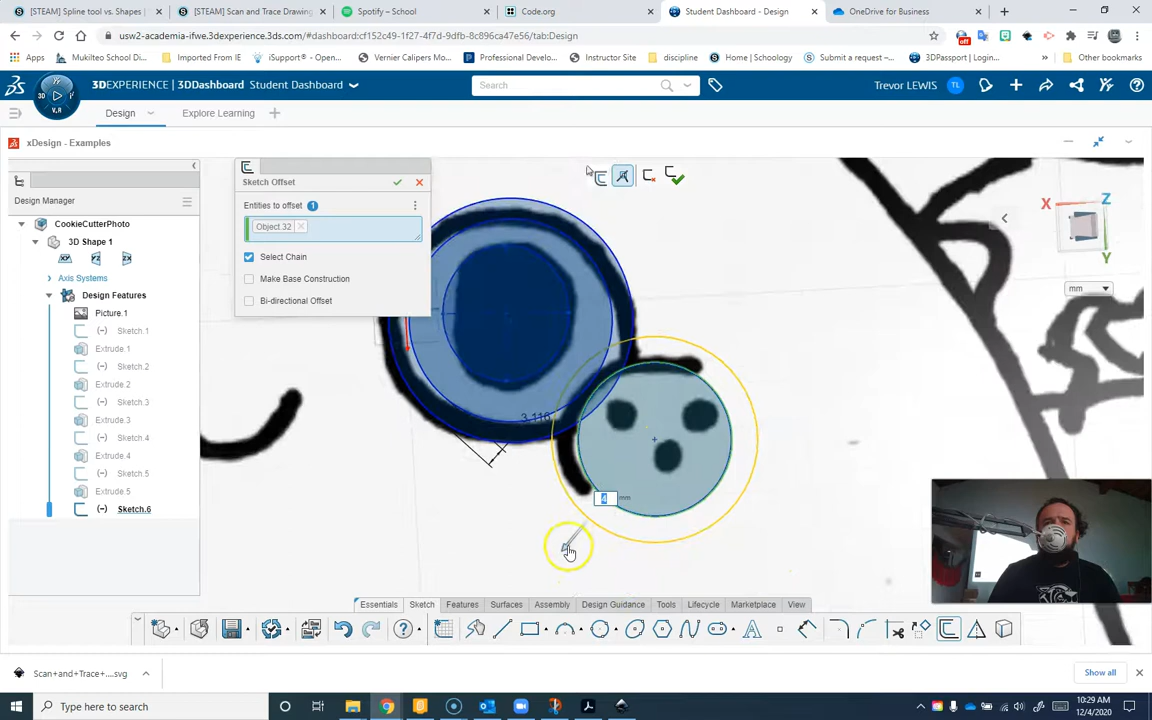 [STEAM] Spline tool vs. Shapes |
[STEAM] Scan and Trace Drawing
Spotify – School
Code.org
Student Dashboard - Design
OneDrive for Business
usw2-academia-ifwe.3dexperience.3ds.com/#dashboard:cf152c49-1f27-4f7d-9dfb-d672ca47ce56/tab:Design
Apps
Mukilteo School Di...
Imported From IE
iSupport® - Digital...
Vernier Calipers Mo...
Professional Develo...
Instructor Site
discipline
Home | Schoology
Submit a request –...
3DPassport | Login...
Other bookmarks
3DEXPERIENCE | 3DDashboard Student Dashboard
Search
Trevor LEWIS
TL
Design
Explore Learning
xDesign - Examples
Design Manager
CookieCutterPhoto
3D Shape 1
Axis Systems
Design Features
Picture.1
Sketch.1
Extrude.1
Sketch.2
Extrude.2
Sketch.3
Extrude.3
Sketch.4
Extrude.4
Sketch.5
Extrude.5
Sketch.6
Sketch Offset
Entities to offset 1
Object.32
Select Chain
Make Base Construction
Bi-directional Offset
3.116
4 mm
X Z
Y
mm
Essentials Sketch Features Surfaces Assembly Design Guidance Tools Lifecycle Marketplace View
Scan+and+Trace+....svg
Show all
Type here to search
10:29 AM
12/4/2020